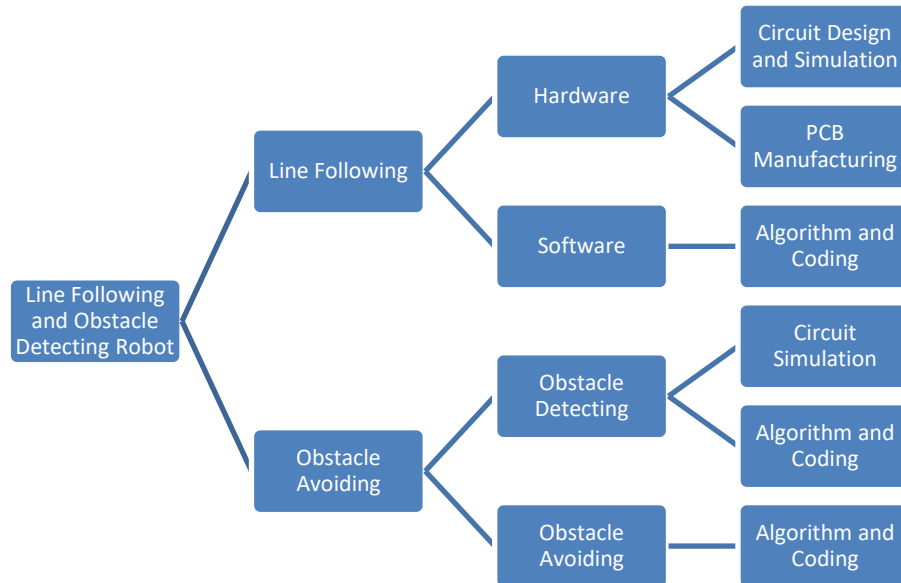 Line Following
and Obstacle
Detecting Robot
Line Following
Hardware
Circuit Design
and Simulation
PCB
Manufacturing
Software
Algorithm and
Coding
Obstacle
Avoiding
Obstacle
Detecting
Circuit
Simulation
Algorithm and
Coding
Obstacle
Avoiding
Algorithm and
Coding